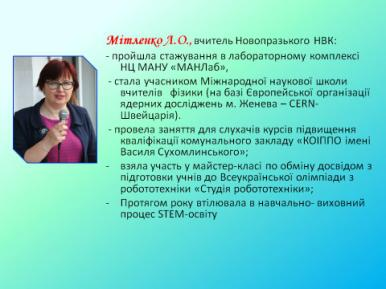 Мітленко Л.О., вчитель Новопразького НВК:
- пройшла стажування в лабораторному комплексі
НЦ МАНУ «МАНЛаб»,
- стала учасником Міжнародної наукової школи
вчителів фізики (на базі Європейської організації
ядерних досліджень м. Женева – CERN-
Швейцарія).
- провела заняття для слухачів курсів підвищення
кваліфікації комунального закладу «КОІППО імені
Василя Сухомлинського»;
- взяла участь у майстер-класі по обміну досвідом з
підготовки учнів до Всеукраїнської олімпіади з
робототехніки «Студія робототехніки»;
- Протягом року втілювала в навчально- виховний
процес STEM-освіту